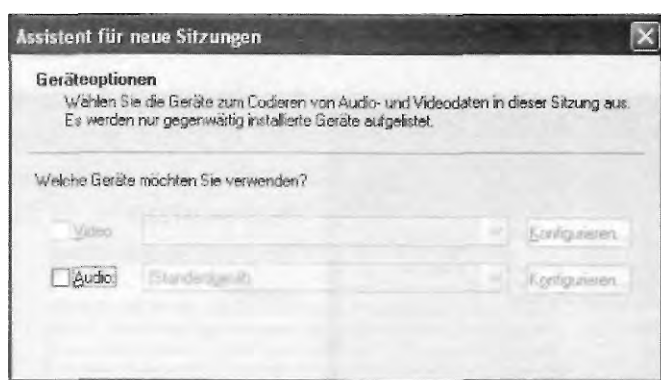 Assistent für neue Sitzungen
Geräteoptionen
Wählen Sie die Geräte zum Codieren von Audio- und Videodaten in dieser Sitzung aus.
Es werden nur gegenwärtig installierte Geräte aufgelistet.
Welche Geräte möchten Sie verwenden?
Video: Konfigurieren
Audio: (Standardgerät) Konfigurieren